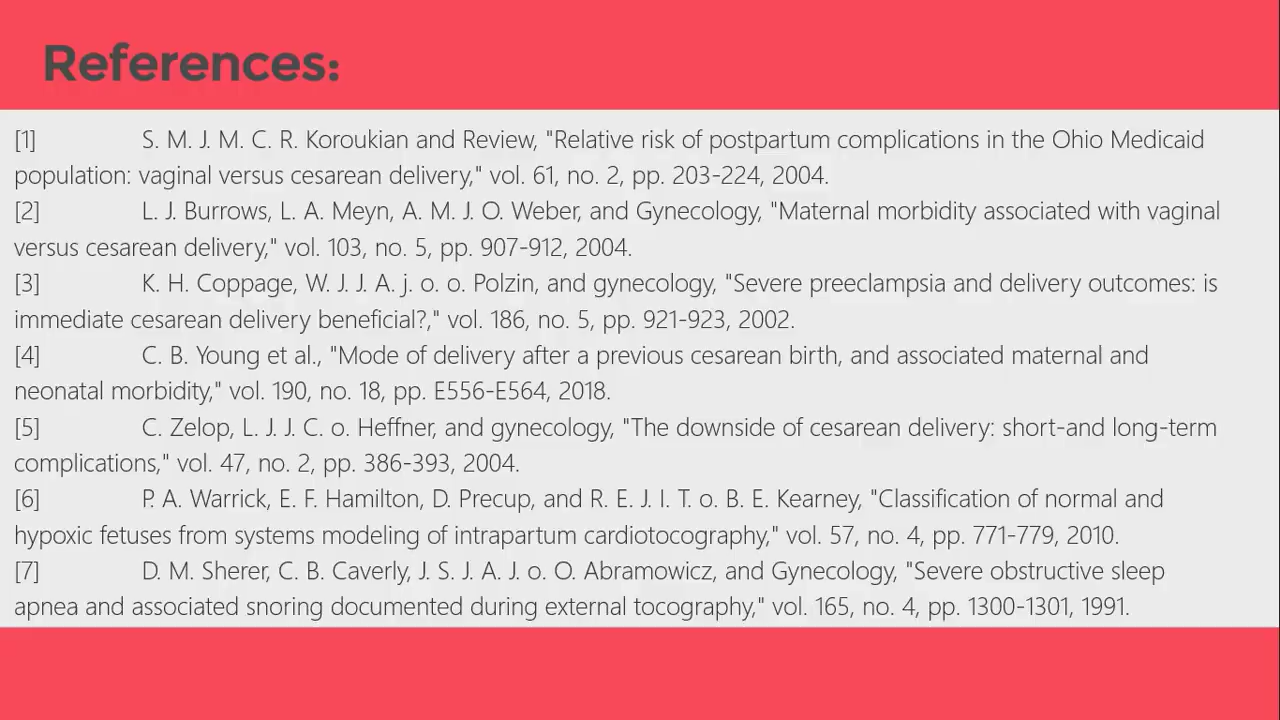 References:
[1] S. M. J. M. C. R. Koroukian and Review, "Relative risk of postpartum complications in the Ohio Medicaid
population: vaginal versus cesarean delivery," vol. 61, no. 2, pp. 203-224, 2004.
[2] L. J. Burrows, L. A. Meyn, A. M. J. O. Weber, and Gynecology, "Maternal morbidity associated with vaginal
versus cesarean delivery," vol. 103, no. 5, pp. 907-912, 2004.
[3] K. H. Coppage, W. J. J. A. j. o. o. Polzin, and gynecology, "Severe preeclampsia and delivery outcomes: is
immediate cesarean delivery beneficial?," vol. 186, no. 5, pp. 921-923, 2002.
[4] C. B. Young et al., "Mode of delivery after a previous cesarean birth, and associated maternal and
neonatal morbidity," vol. 190, no. 18, pp. E556-E564, 2018.
[5] C. Zelop, L. J. J. C. o. Heffner, and gynecology, "The downside of cesarean delivery: short-and long-term
complications," vol. 47, no. 2, pp. 386-393, 2004.
[6] P. A. Warrick, E. F. Hamilton, D. Precup, and R. E. J. I. T. o. B. E. Kearney, "Classification of normal and
hypoxic fetuses from systems modeling of intrapartum cardiotocography," vol. 57, no. 4, pp. 771-779, 2010.
[7] D. M. Sherer, C. B. Caverly, J. S. J. A. J. o. O. Abramowicz, and Gynecology, "Severe obstructive sleep
apnea and associated snoring documented during external tocography," vol. 165, no. 4, pp. 1300-1301, 1991.